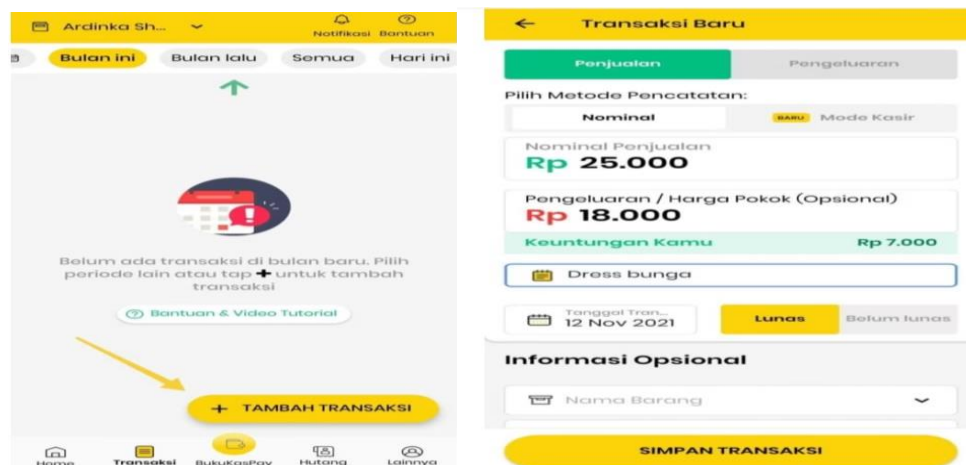 Ardinka Sh...
Notifikasi Bantuan
Bulan ini Bulan lalu Semua Hari ini
Belum ada transaksi di
bulan baru. Pilih
periode lain atau tap + untuk tambah
transaksi
Bantuan & Video Tutorial
+ TAMBAH TRANSAKSI
Home Transaksi BukuKasPay Hutang Lainnya
Transaksi Baru
Penjualan Pengeluaran
Pilih Metode Pencatatan:
Nominal BARU Mode Kasir
Nominal Penjualan
Rp 25.000
Pengeluaran / Harga Pokok (Opsional)
Rp 18.000
Keuntungan Kamu Rp 7.000
Dress bunga
Tanggal Tran...
12 Nov 2021
Lunas Belum lunas
Informasi Opsional
Nama Barang
SIMPAN TRANSAKSI